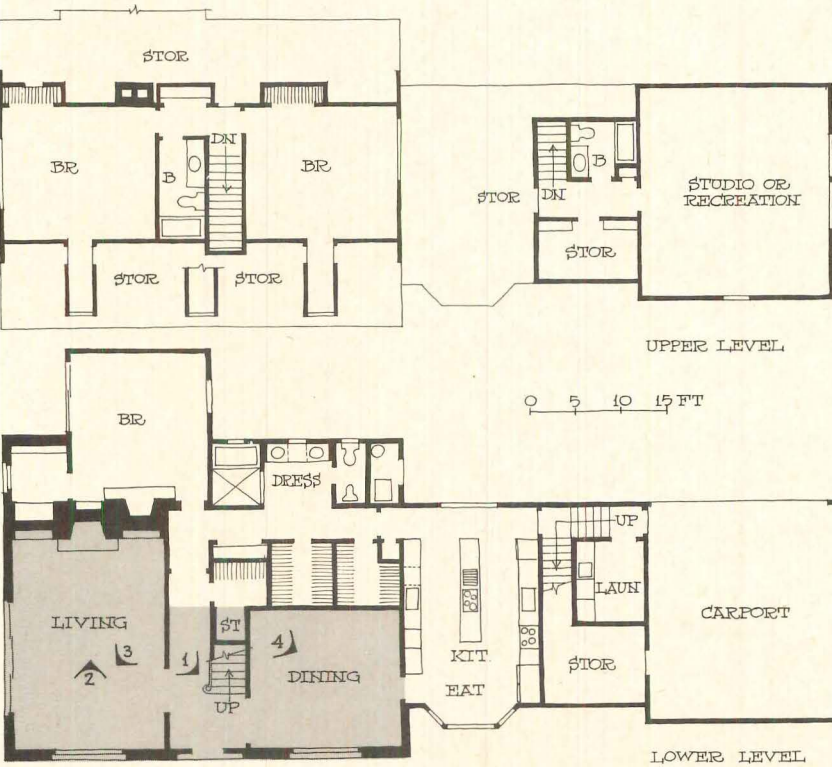 STOR
BR
B
DN
BR
STOR
STOR
STOR
DN
B
STOR
STUDIO OR
RECREATION
UPPER LEVEL
0 5 10 15 FT
BR
DRESS
UP
LIVING
ST
LAUN
CARPORT
1
2
3
4
DINING
KIT
EAT
STOR
UP
LOWER LEVEL